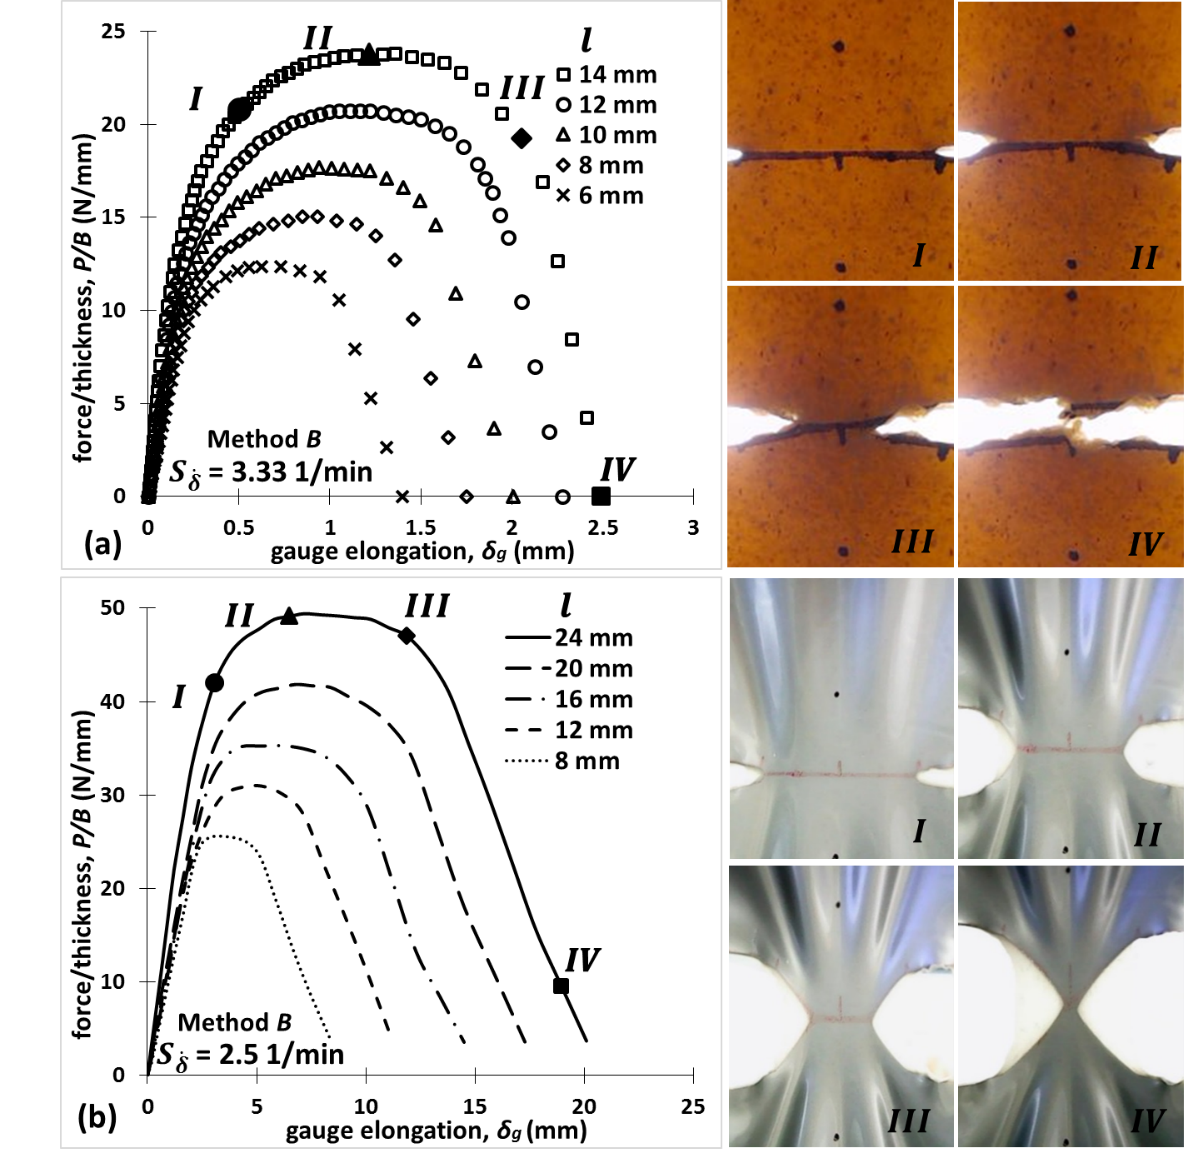 25
20
15
10
5
0
force/thickness, P/B (N/mm)
I
II
III
IV
l
14 mm
12 mm
10 mm
8 mm
6 mm
Method B
Sδ̇ = 3.33 1/min
0 0.5 1 1.5 2 2.5 3
gauge elongation, δg (mm)
(a)
I
II
III
IV
50
40
30
20
10
0
force/thickness, P/B (N/mm)
I
II
III
IV
l
24 mm
20 mm
16 mm
12 mm
8 mm
Method B
Sδ̇ = 2.5 1/min
0 5 10 15 20 25
gauge elongation, δg (mm)
(b)
I
II
III
IV